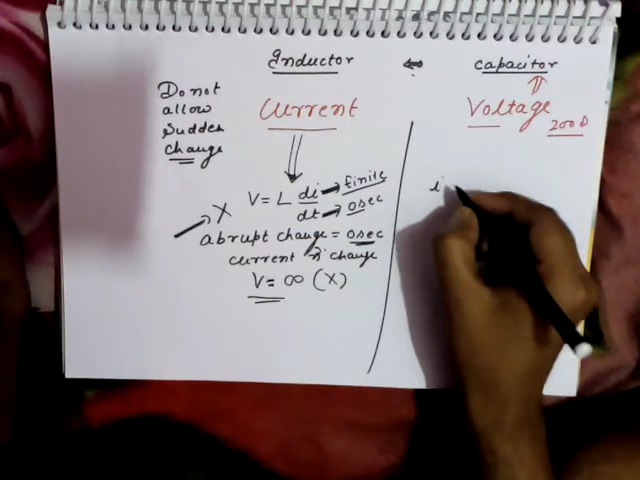 Inductor ⇔ capacitor
Do not
allow
sudden
change
Current
Voltage
V = L di → finite
dt → 0sec
X
abrupt change = 0sec
current change
V = ∞ (X)
i